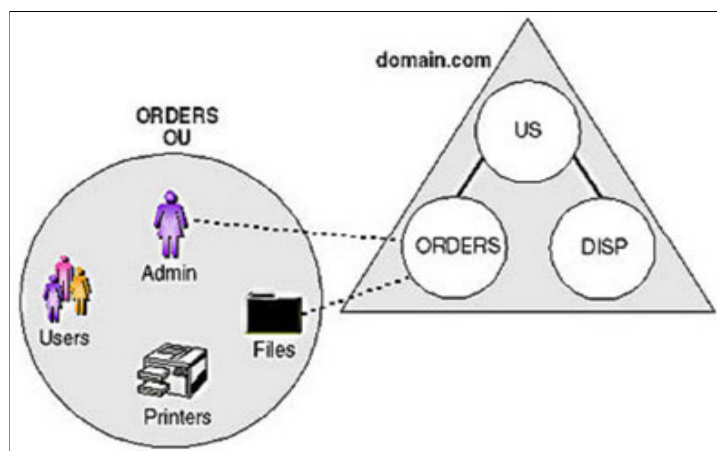 domain.com
US
ORDERS
DISP
ORDERS
OU
Admin
Users
Files
Printers